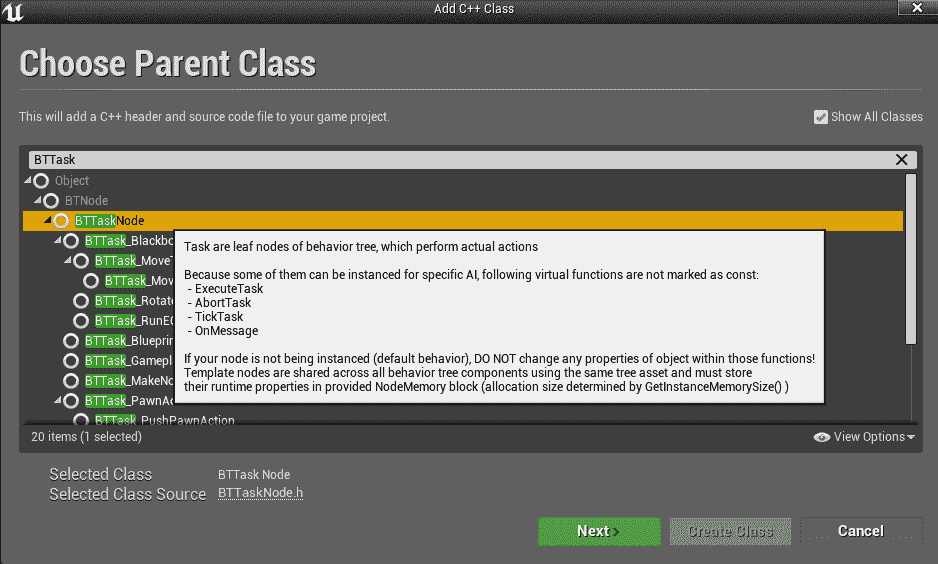 Add C++ Class
Choose Parent Class
This will add a C++ header and source code file to your game project.
Show All Classes
BTTask
Object
BTNode
BTTaskNode
BTTask_Blackbo
BTTask_MoveT
BTTask_Mov
BTTask_Rotate
BTTask_RunEQ
BTTask_Blueprin
BTTask_Gamepl
BTTask_MakeNo
BTTask_PawnAc
BTTask_PushPawnAction
Task are leaf nodes of behavior tree, which perform actual actions
Because some of them can be instanced for specific AI, following virtual functions are not marked as const:
- ExecuteTask
- AbortTask
- TickTask
- OnMessage
If your node is not being instanced (default behavior), DO NOT change any properties of object within those functions!
Template nodes are shared across all behavior tree components using the same tree asset and must store
their runtime properties in provided NodeMemory block (allocation size determined by GetInstanceMemorySize() )
20 items (1 selected)
View Options
Selected Class
BTTask Node
Selected Class Source
BTTaskNode.h
Next
Create Class
Cancel